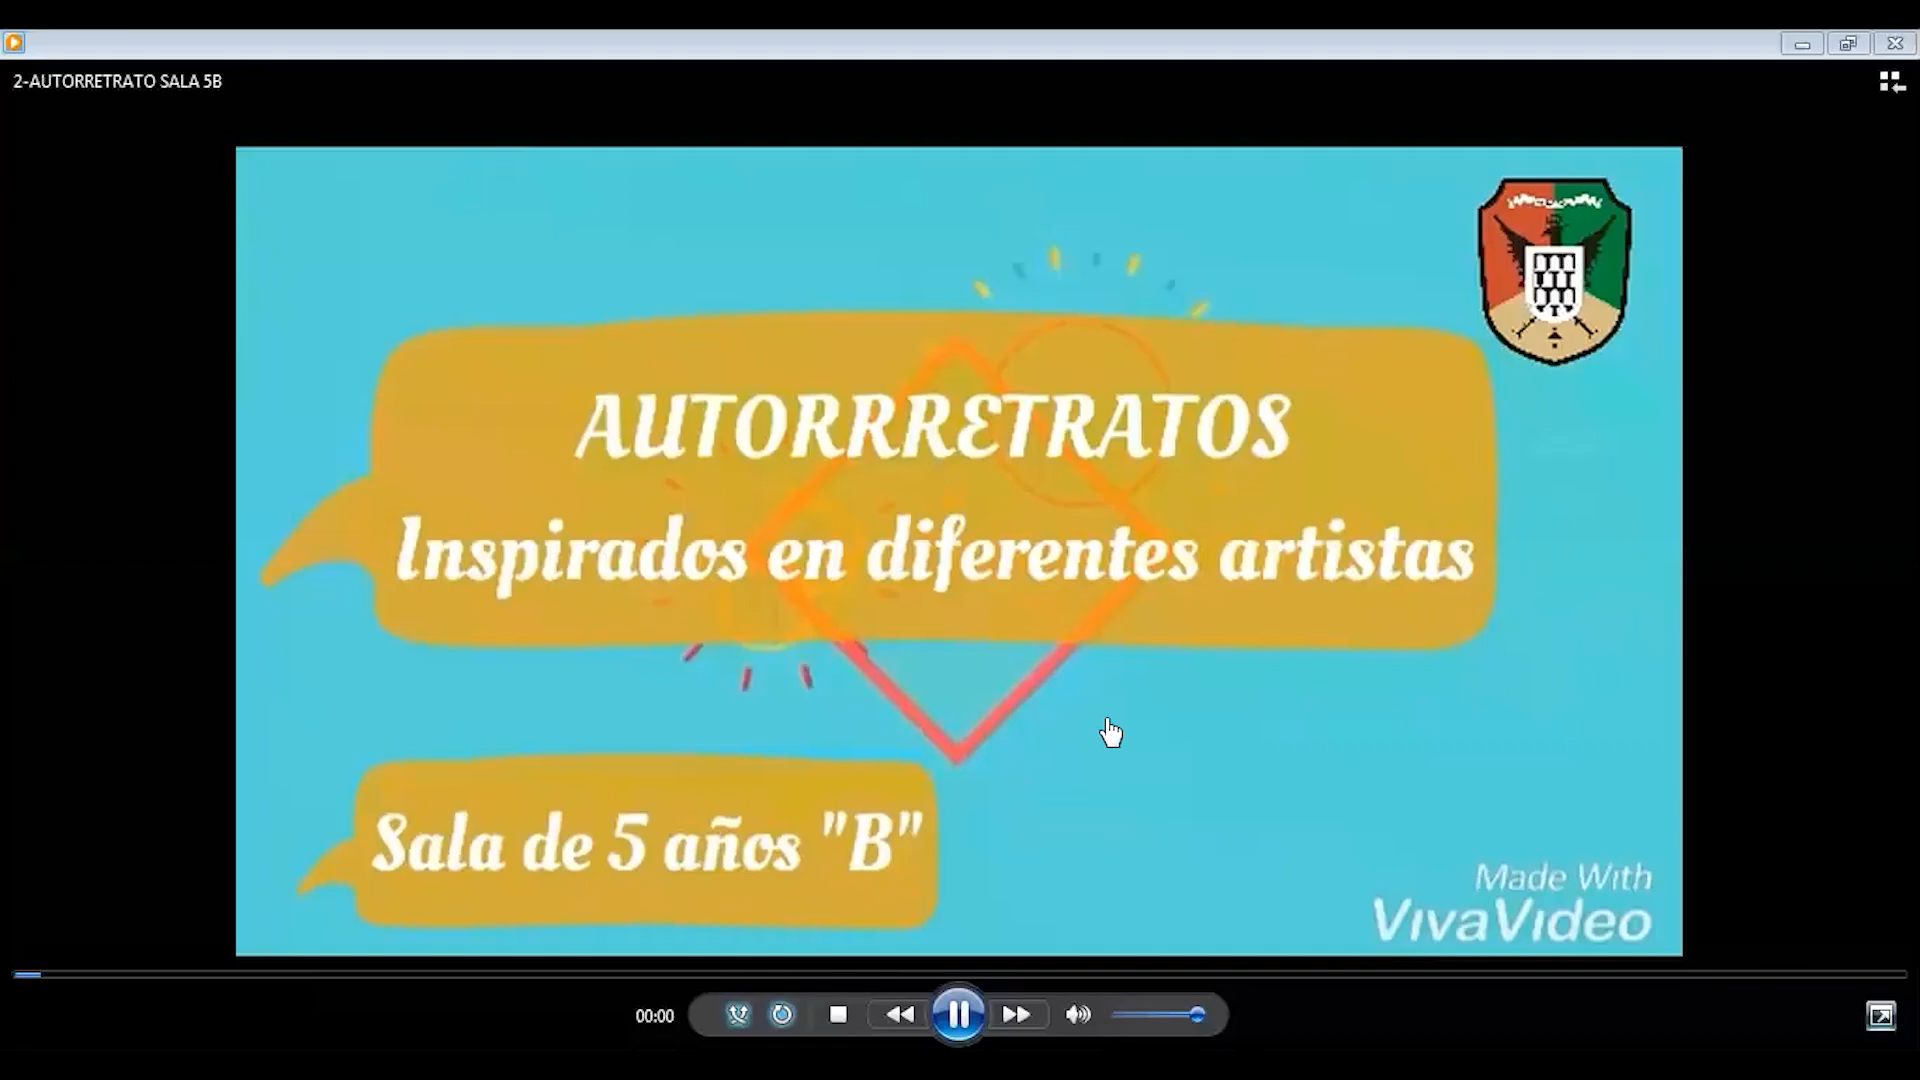 2-AUTORRETRATO SALA 5B
AUTORRRETRATOS
Inspirados en diferentes artistas
Sala de 5 años "B"
Made With
VivaVideo
00:00